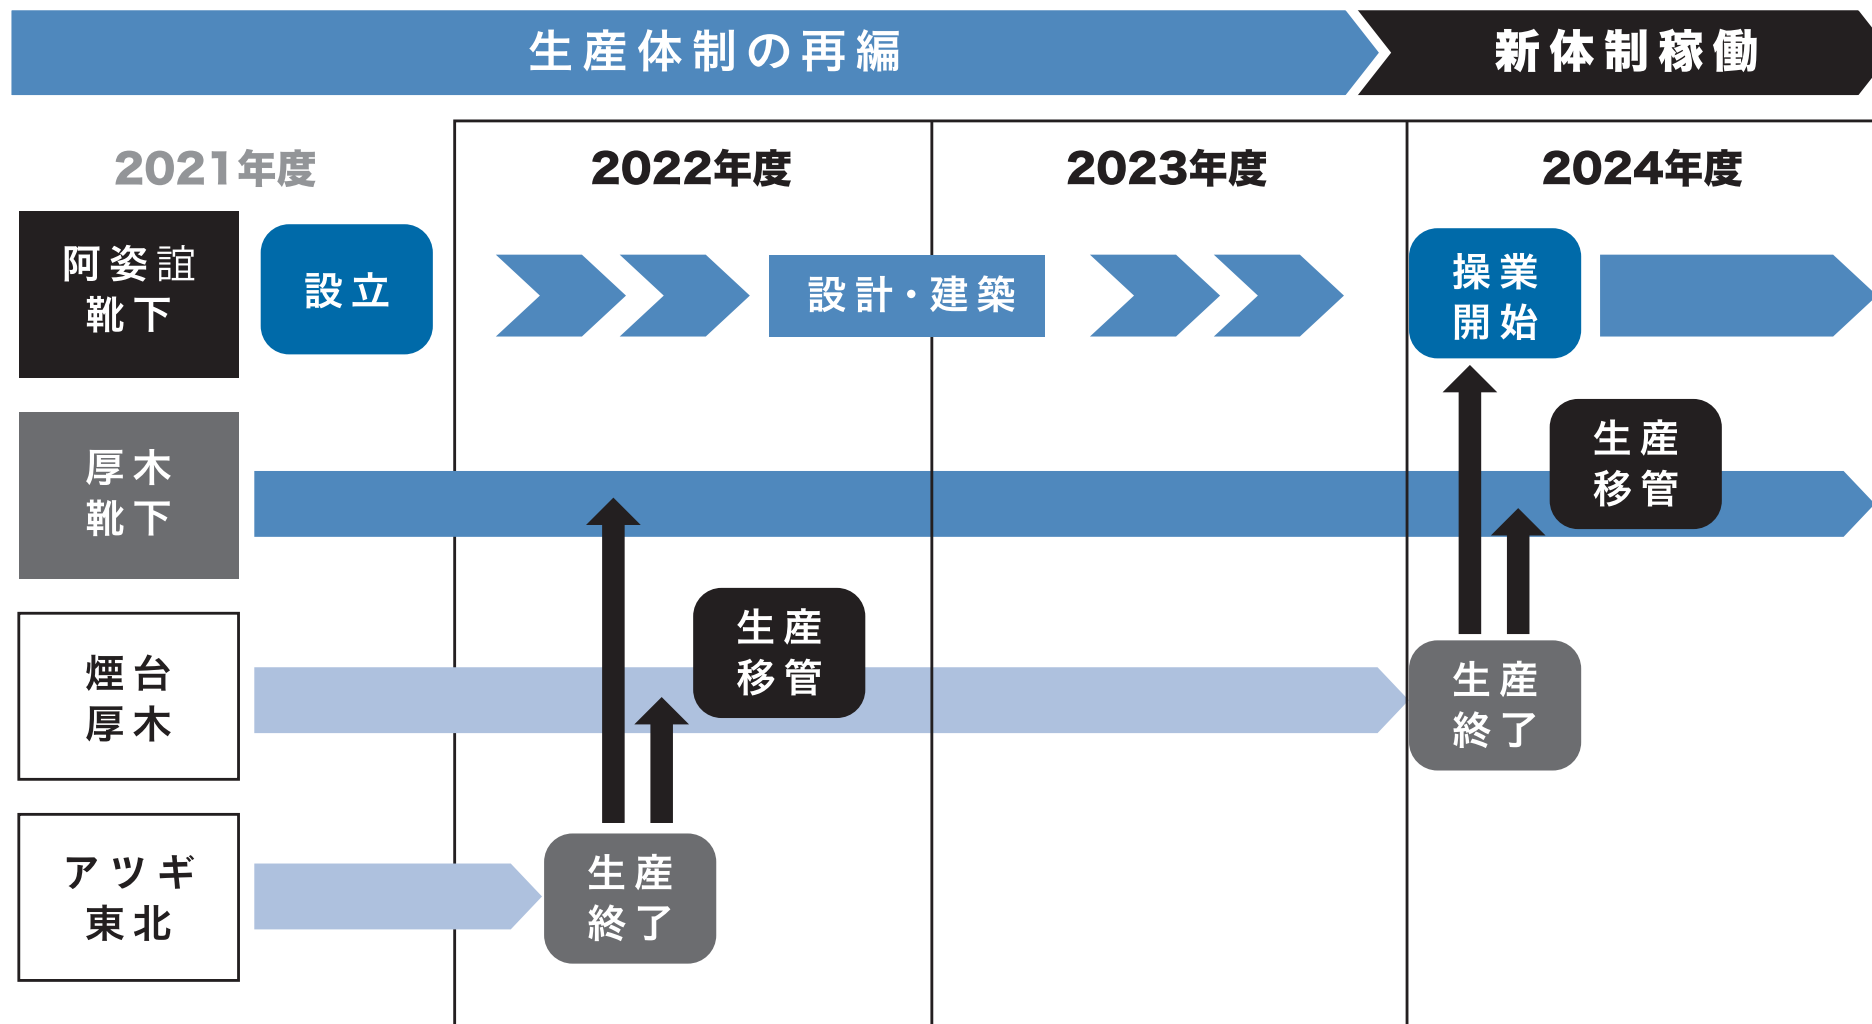 生産体制の再編
新体制稼働
2021年度
2022年度
2023年度
2024年度
阿姿誼
靴下
設立
設計・建築
操業
開始
厚木
靴下
生産
移管
煙台
厚木
生産
移管
生産
終了
アツギ
東北
生産
終了